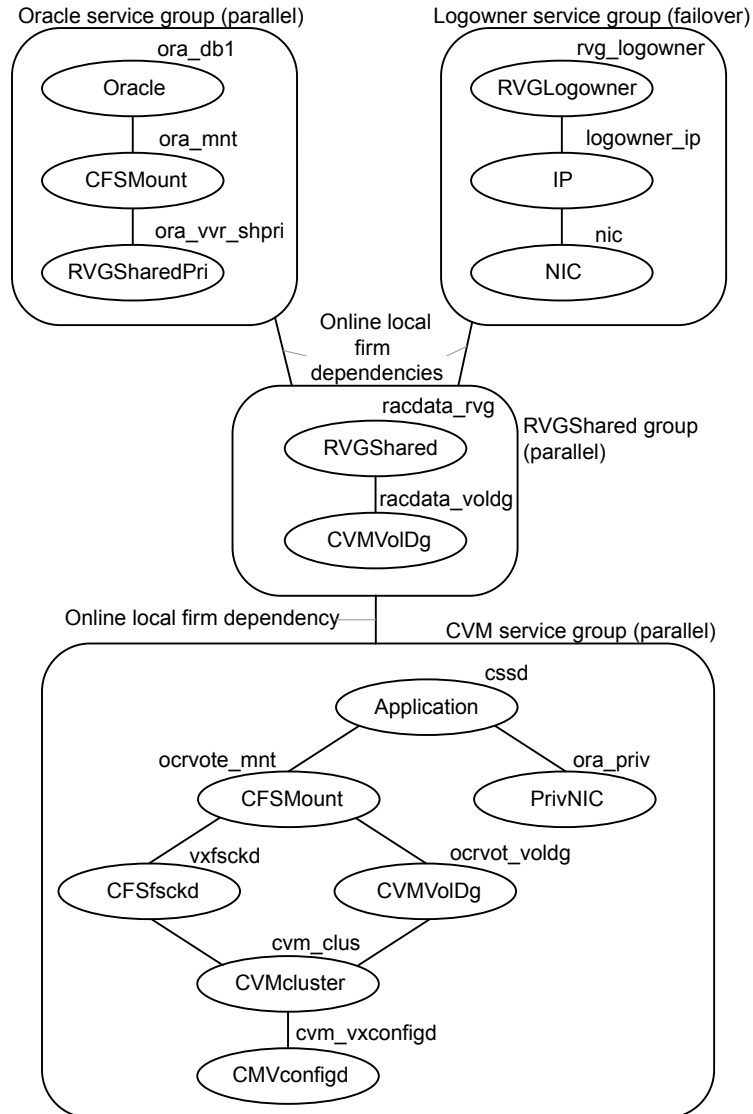 Oracle service group (parallel)
ora_db1
Oracle
ora_mnt
CFSMount
ora_vvr_shpri
RVGSharedPri
Logowner service group (failover)
rvg_logowner
RVGLogowner
logowner_ip
IP
nic
NIC
Online local
firm
dependencies
racdata_rvg
RVGShared
racdata_voldg
CVMVolDg
RVGShared group
(parallel)
Online local firm dependency
CVM service group (parallel)
cssd
Application
ocrvote_mnt
CFSMount
ora_priv
PrivNIC
vxfsckd
CFSfsckd
ocrvot_voldg
CVMVolDg
cvm_clus
CVMcluster
cvm_vxconfigd
CMVconfigd